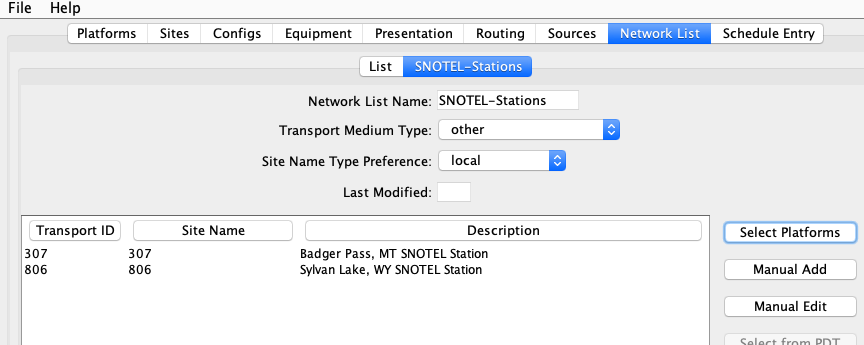 File Help
Platforms Sites Configs Equipment Presentation Routing Sources Network List Schedule Entry
List SNOTEL-Stations
Network List Name: SNOTEL-Stations
Transport Medium Type: other
Site Name Type Preference: local
Last Modified:
Transport ID Site Name Description
307 307 Badger Pass, MT SNOTEL Station
806 806 Sylvan Lake, WY SNOTEL Station
Select Platforms
Manual Add
Manual Edit
Select from PDT